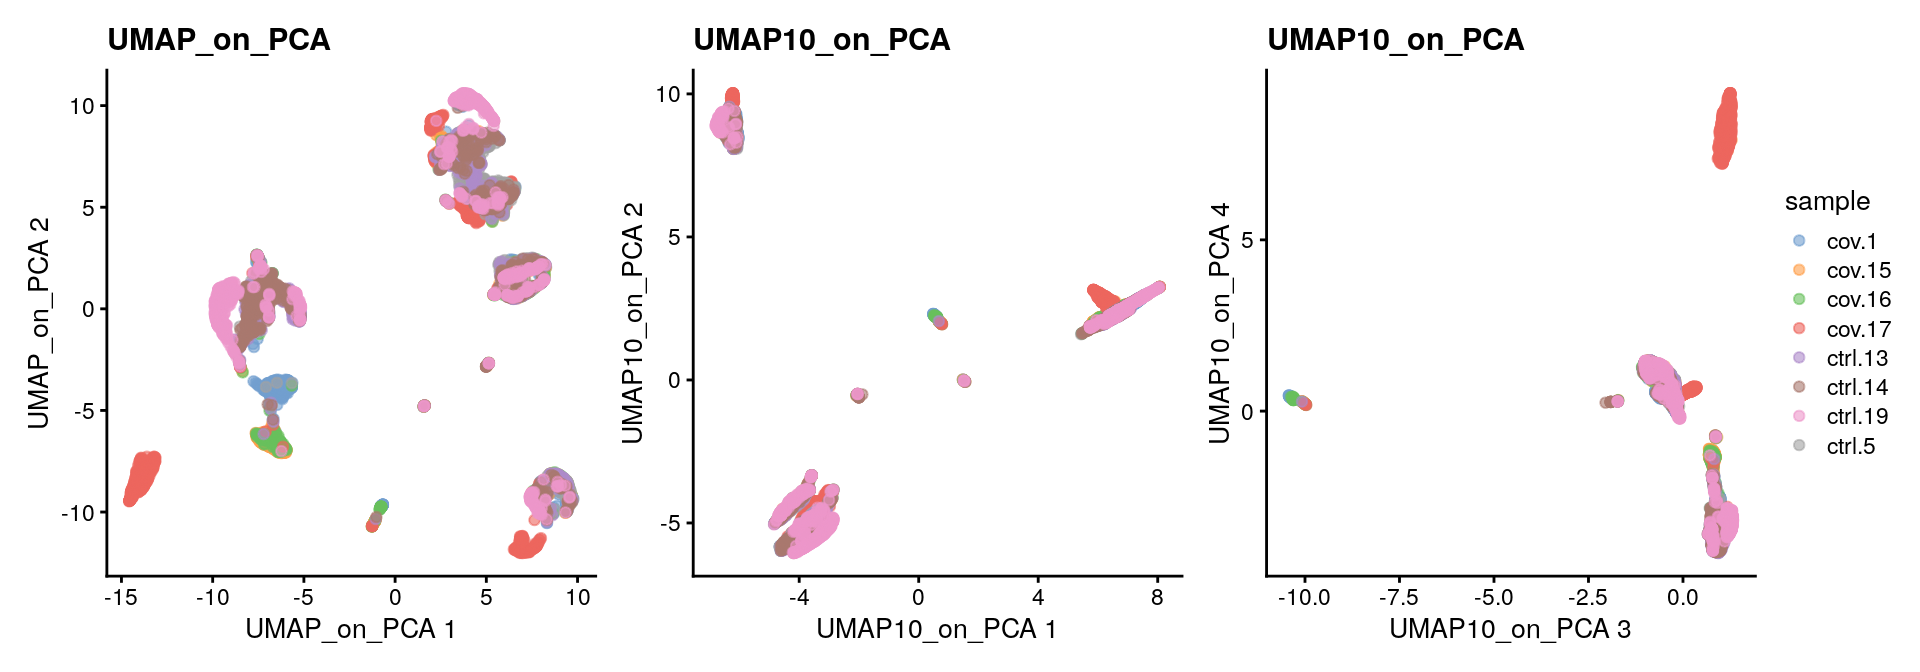 UMAP_on_PCA
UMAP_on_PCA 2
10
5
0
-5
-10
-15
-10
-5
0
5
10
UMAP_on_PCA 1
UMAP10_on_PCA
UMAP10_on_PCA 2
10
5
0
-5
-4
0
4
8
UMAP10_on_PCA 1
UMAP10_on_PCA
UMAP10_on_PCA 4
5
0
-10.0
-7.5
-5.0
-2.5
0.0
UMAP10_on_PCA 3
sample
cov.1
cov.15
cov.16
cov.17
ctrl.13
ctrl.14
ctrl.19
ctrl.5